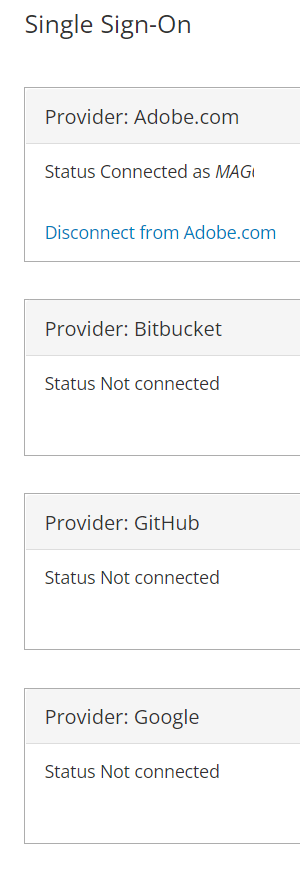 Single Sign-On
Provider: Adobe.com
Status Connected as
Disconnect from Adobe.com
Provider: Bitbucket
Status Not connected
Provider: GitHub
Status Not connected
Provider: Google
Status Not connected